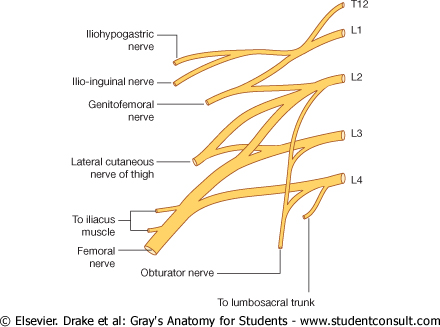 T12
Iliohypogastric
nerve
L1
Ilio-inguinal nerve
L2
Genitofemoral
nerve
L3
Lateral cutaneous
nerve of thigh
L4
To iliacus
muscle
Femoral
nerve
Obturator nerve
To lumbosacral trunk
© Elsevier. Drake et al: Gray's Anatomy for Students - www.studentconsult.com